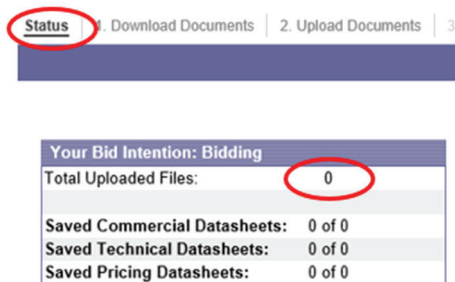 Status 1. Download Documents 2. Upload Documents 3
Your Bid Intention: Bidding
Total Uploaded Files: 0
Saved Commercial Datasheets: 0 of 0
Saved Technical Datasheets: 0 of 0
Saved Pricing Datasheets: 0 of 0